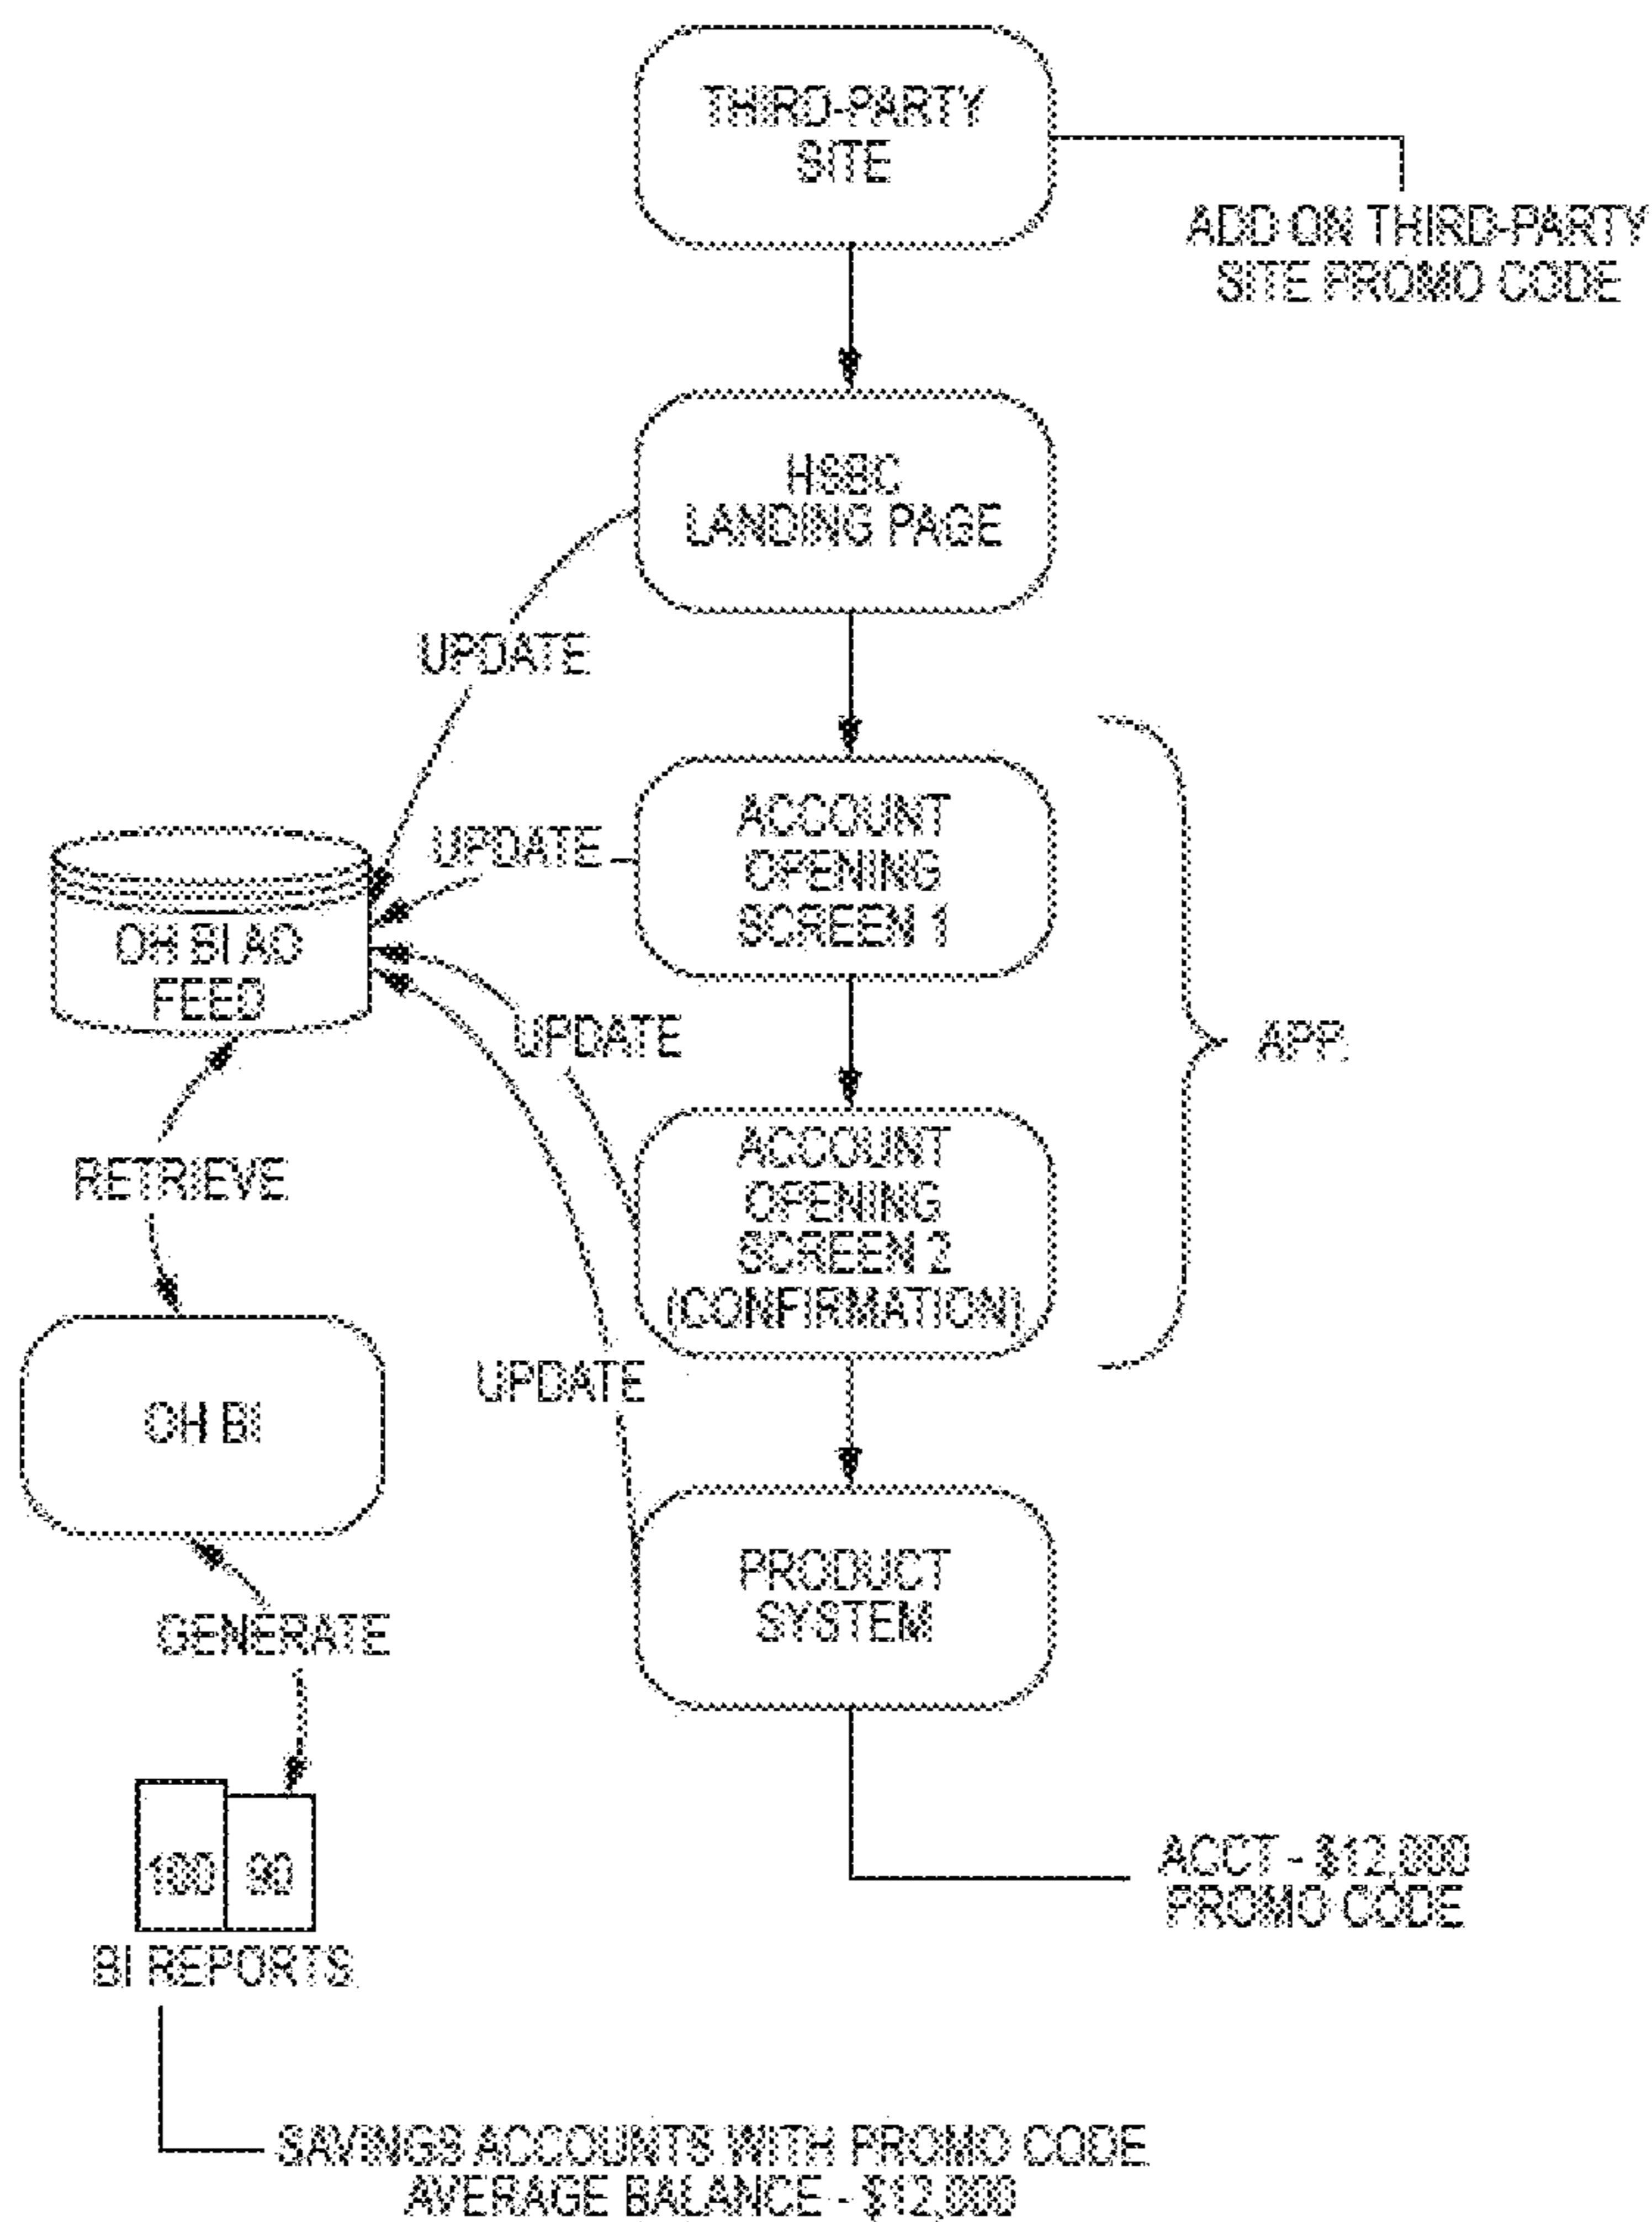 THIRD-PARTY
SITE
ADD ON THIRD-PARTY
SITE PROMO CODE
HSBC
LANDING PAGE
UPDATE
UPDATE
ACCOUNT
OPENING
SCREEN 1
OH BI AO
FEED
UPDATE
APP.
ACCOUNT
OPENING
SCREEN 2
(CONFIRMATION)
RETRIEVE
UPDATE
OH BI
PRODUCT
SYSTEM
GENERATE
100
90
BI REPORTS
ACCT - $12,000
PROMO CODE
SAVINGS ACCOUNTS WITH PROMO CODE
AVERAGE BALANCE - $12,000